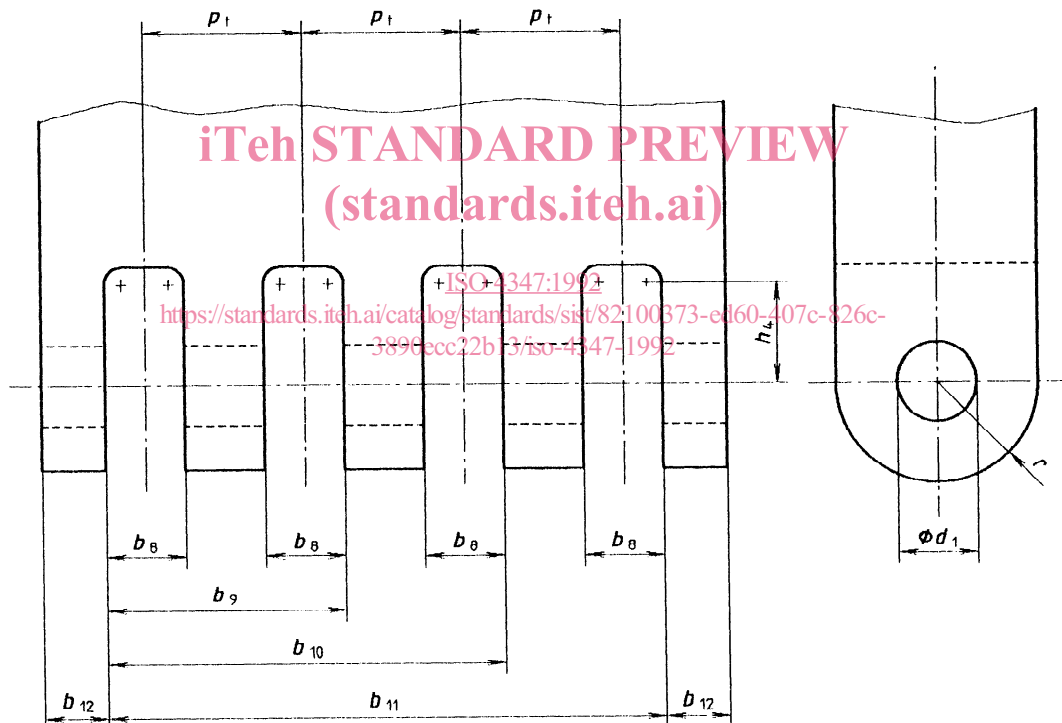 p t p t p t
iTeh STANDARD PREVIEW
(standards.iteh.ai)
ISO 4347:1992
https://standards.iteh.ai/catalog/standards/sist/82100373-ed60-407c-826c-
3890ecc22b13/iso-4347-1992
h 4
r
b 8 b 8 b 8 b 8
Φd 1
b 9
b 10
b 12 b 11 b 12